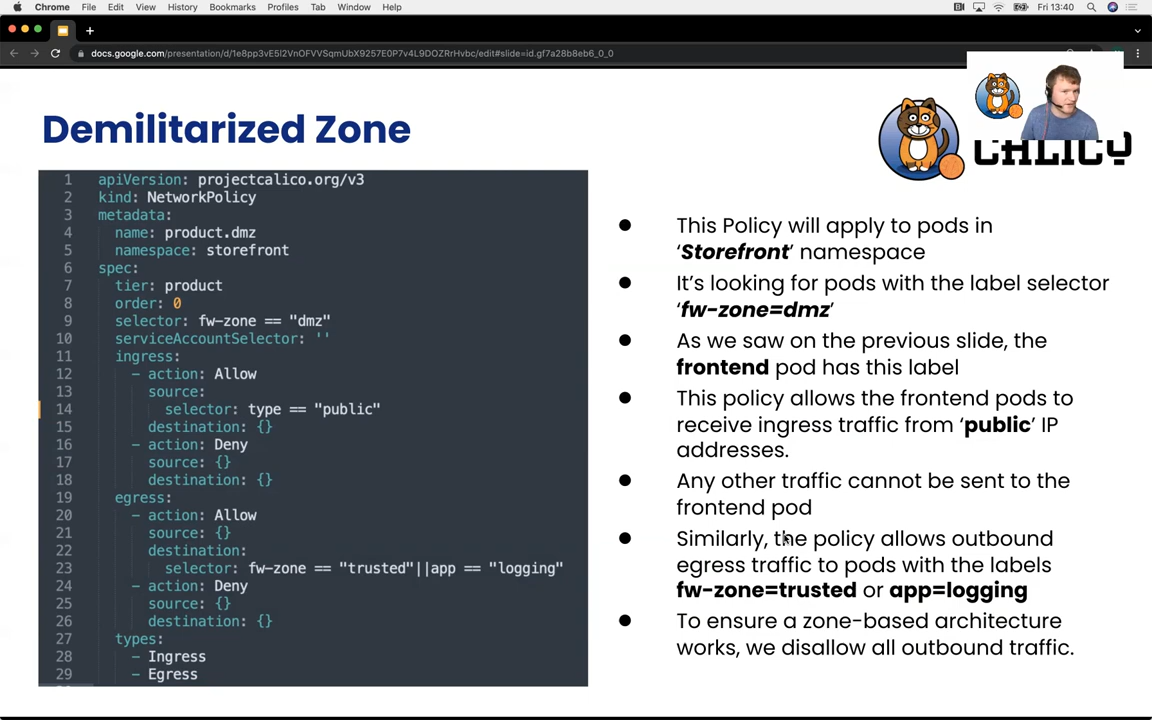 Chrome File Edit View History Bookmarks Profiles Tab Window Help Fri 13:40
docs.google.com/presentation/d/1e8pp3vE5l2VnOFVVSqmUbX9257E0P7v4L9DOZRrHvbc/edit#slide=id.gf7a28b8eb6_0_0
Demilitarized Zone
CALICY
1 apiVersion: projectcalico.org/v3
2 kind: NetworkPolicy
3 metadata:
4 name: product.dmz
5 namespace: storefront
6 spec:
7 tier: product
8 order: 0
9 selector: fw-zone == "dmz"
10 serviceAccountSelector: ''
11 ingress:
12 - action: Allow
13 source:
14 selector: type == "public"
15 destination: {}
16 - action: Deny
17 source: {}
18 destination: {}
19 egress:
20 - action: Allow
21 source: {}
22 destination:
23 selector: fw-zone == "trusted"||app == "logging"
24 - action: Deny
25 source: {}
26 destination: {}
27 types:
28 - Ingress
29 - Egress
● This Policy will apply to pods in
‘Storefront’ namespace
● It’s looking for pods with the label selector
‘fw-zone=dmz’
● As we saw on the previous slide, the
frontend pod has this label
● This policy allows the frontend pods to
receive ingress traffic from ‘public’ IP
addresses.
● Any other traffic cannot be sent to the
frontend pod
● Similarly, the policy allows outbound
egress traffic to pods with the labels
fw-zone=trusted or app=logging
● To ensure a zone-based architecture
works, we disallow all outbound traffic.